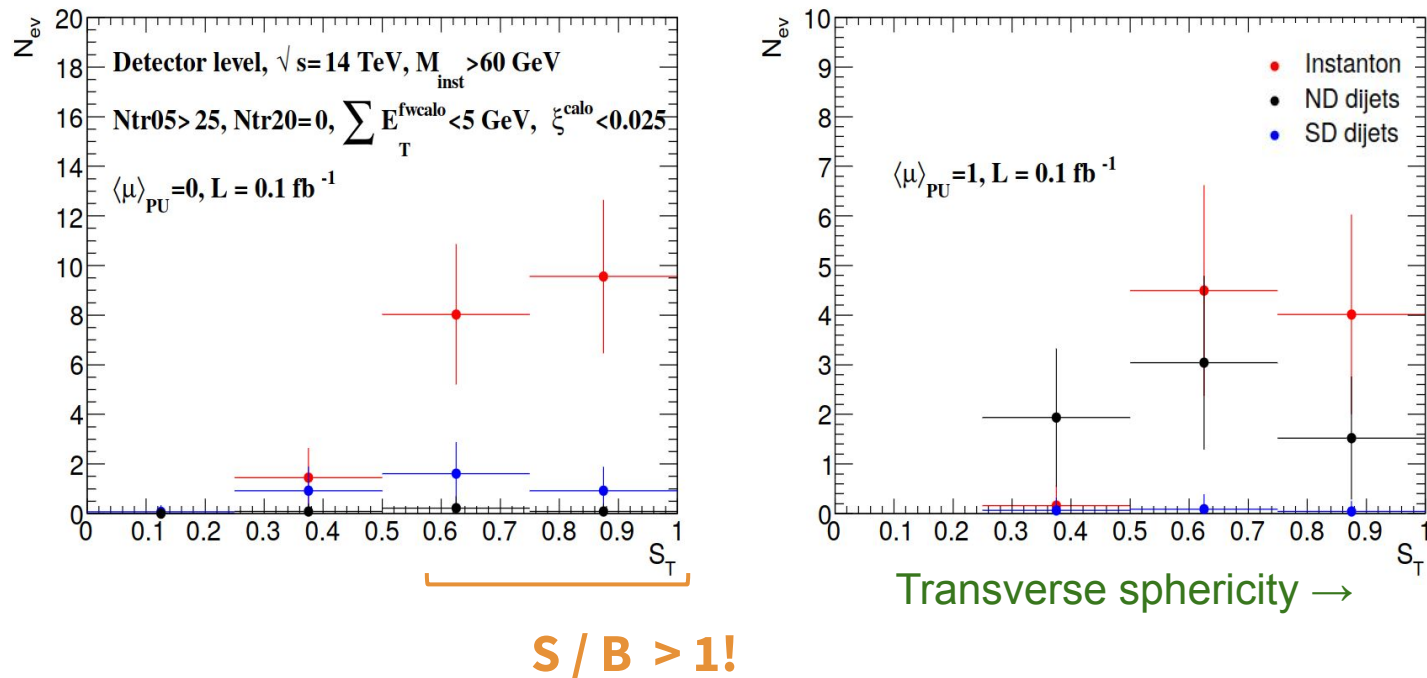 N_ev
20
18
16
14
12
10
8
6
4
2
0
Detector level, √ s= 14 TeV, M_inst >60 GeV
Ntr05> 25, Ntr20= 0, ∑ E_T^fwcalo <5 GeV, ξ^calo <0.025
⟨μ⟩_PU =0, L = 0.1 fb^-1
0 0.1 0.2 0.3 0.4 0.5 0.6 0.7 0.8 0.9 1
S_T
N_ev
10
9
8
7
6
5
4
3
2
1
0
Instanton
ND dijets
SD dijets
⟨μ⟩_PU =1, L = 0.1 fb^-1
0 0.1 0.2 0.3 0.4 0.5 0.6 0.7 0.8 0.9 1
S_T
Transverse sphericity →
S / B > 1!